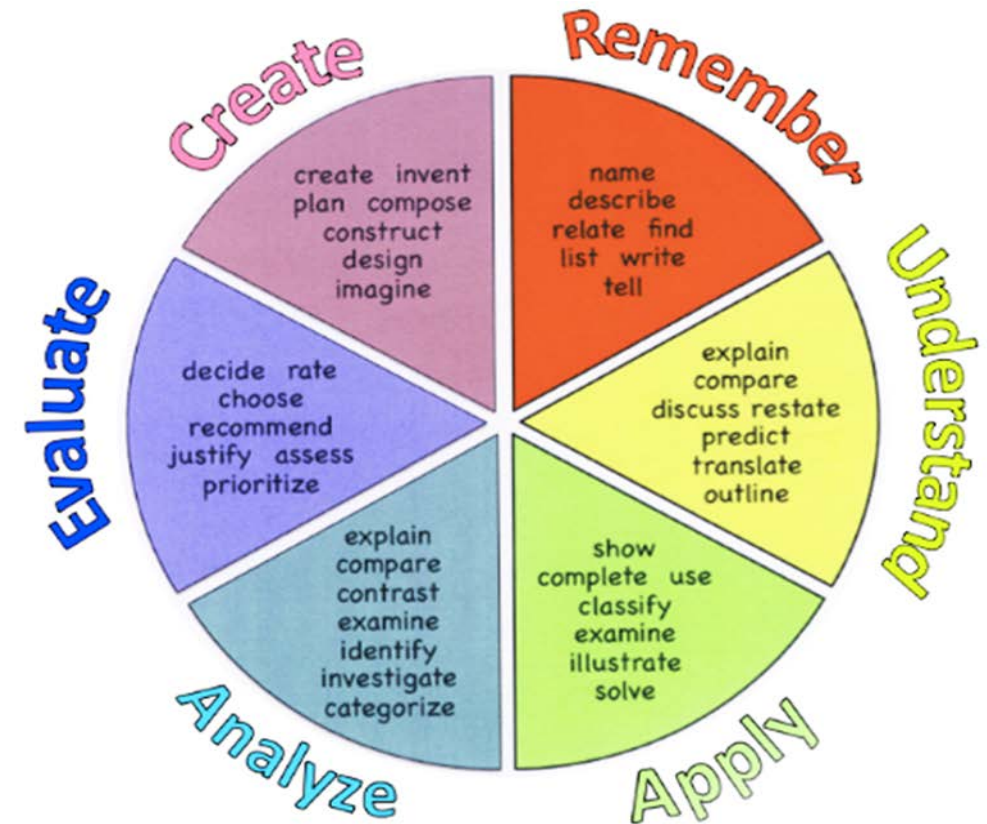 Remember
name
describe
relate find
list write
tell
Understand
explain
compare
discuss restate
predict
translate
outline
Apply
show
complete use
classify
examine
illustrate
solve
Analyze
explain
compare
contrast
examine
identify
investigate
categorize
Evaluate
decide rate
choose
recommend
justify assess
prioritize
Create
create invent
plan compose
construct
design
imagine